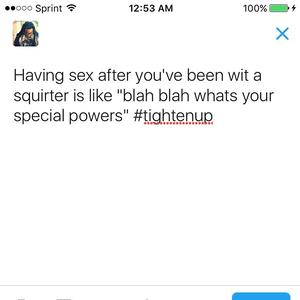 Sprint 12:53 AM 100%
Having sex after you've been wit a
squirter is like "blah blah whats your
special powers" #tightenup